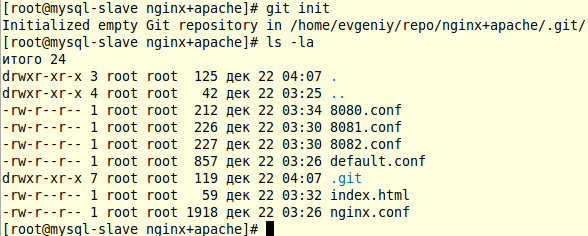 [root@mysql-slave nginx+apache]# git init
Initialized empty Git repository in /home/evgeniy/repo/nginx+apache/.git/
[root@mysql-slave nginx+apache]# ls -la
итого 24
drwxr-xr-x 3 root root  125 дек 22 04:07 .
drwxr-xr-x 4 root root   42 дек 22 03:25 ..
-rw-r--r-- 1 root root  212 дек 22 03:34 8080.conf
-rw-r--r-- 1 root root  226 дек 22 03:30 8081.conf
-rw-r--r-- 1 root root  227 дек 22 03:30 8082.conf
-rw-r--r-- 1 root root  857 дек 22 03:26 default.conf
drwxr-xr-x 7 root root  119 дек 22 04:07 .git
-rw-r--r-- 1 root root   59 дек 22 03:32 index.html
-rw-r--r-- 1 root root 1918 дек 22 03:26 nginx.conf
[root@mysql-slave nginx+apache]#